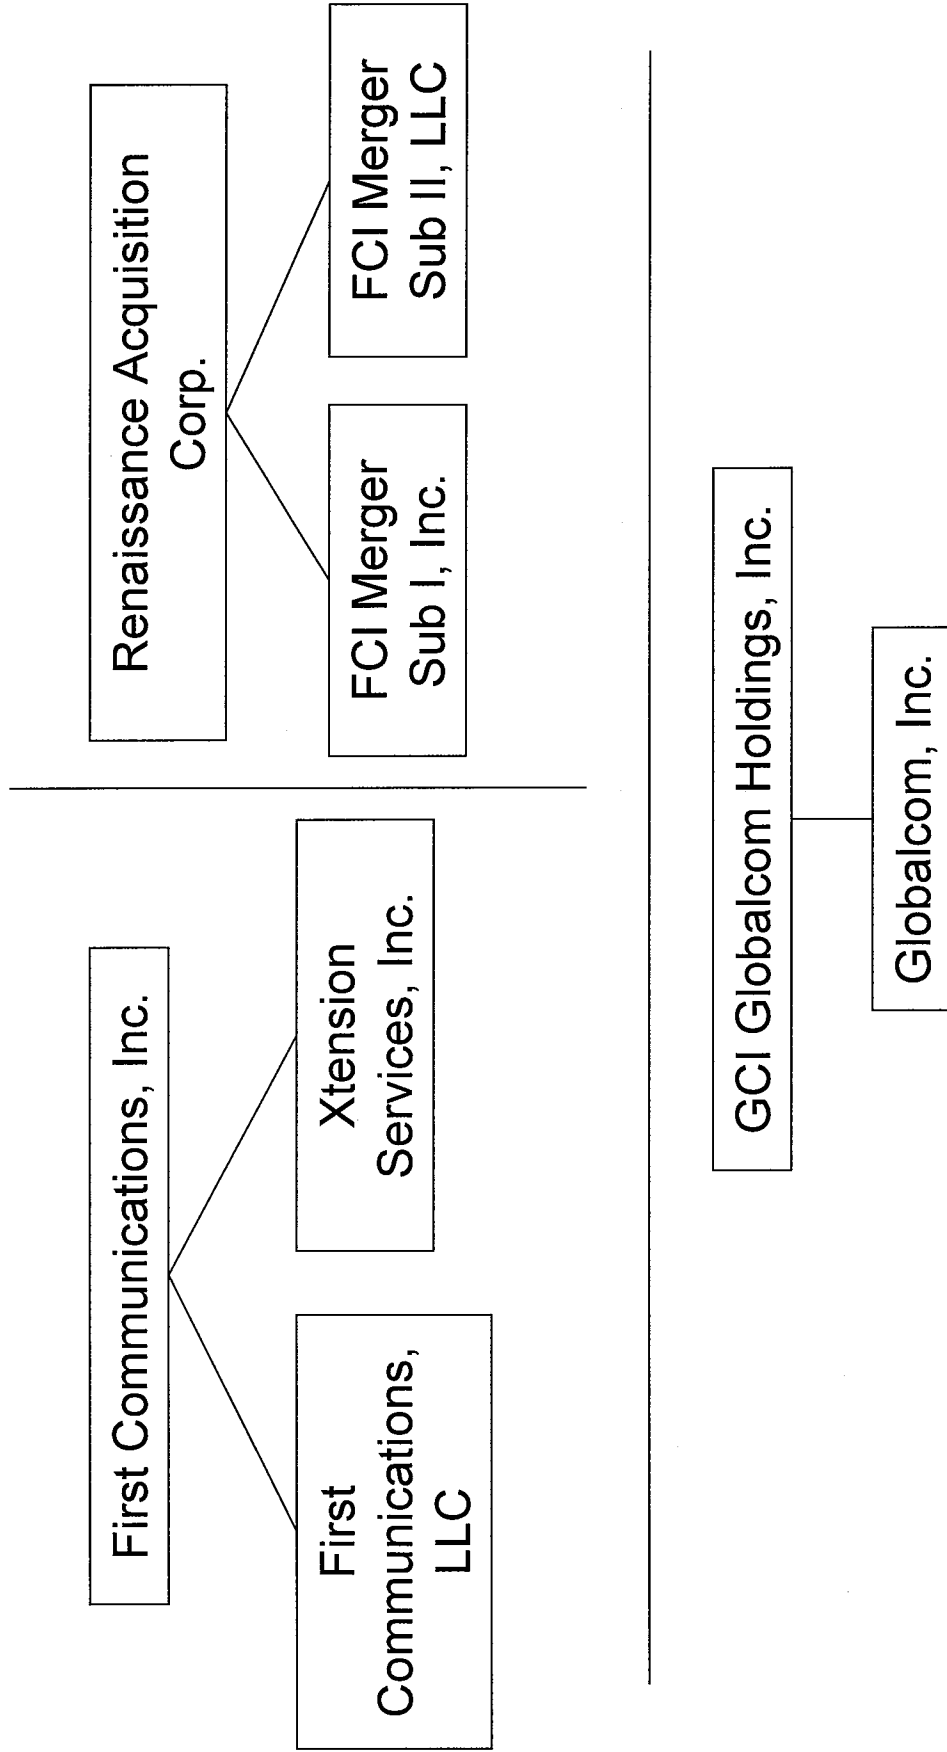 First Communications, Inc.
First
Communications,
LLC
Xtension
Services, Inc.
Renaissance Acquisition
Corp.
FCI Merger
Sub I, Inc.
FCI Merger
Sub II, LLC
GCI Globalcom Holdings, Inc.
Globalcom, Inc.